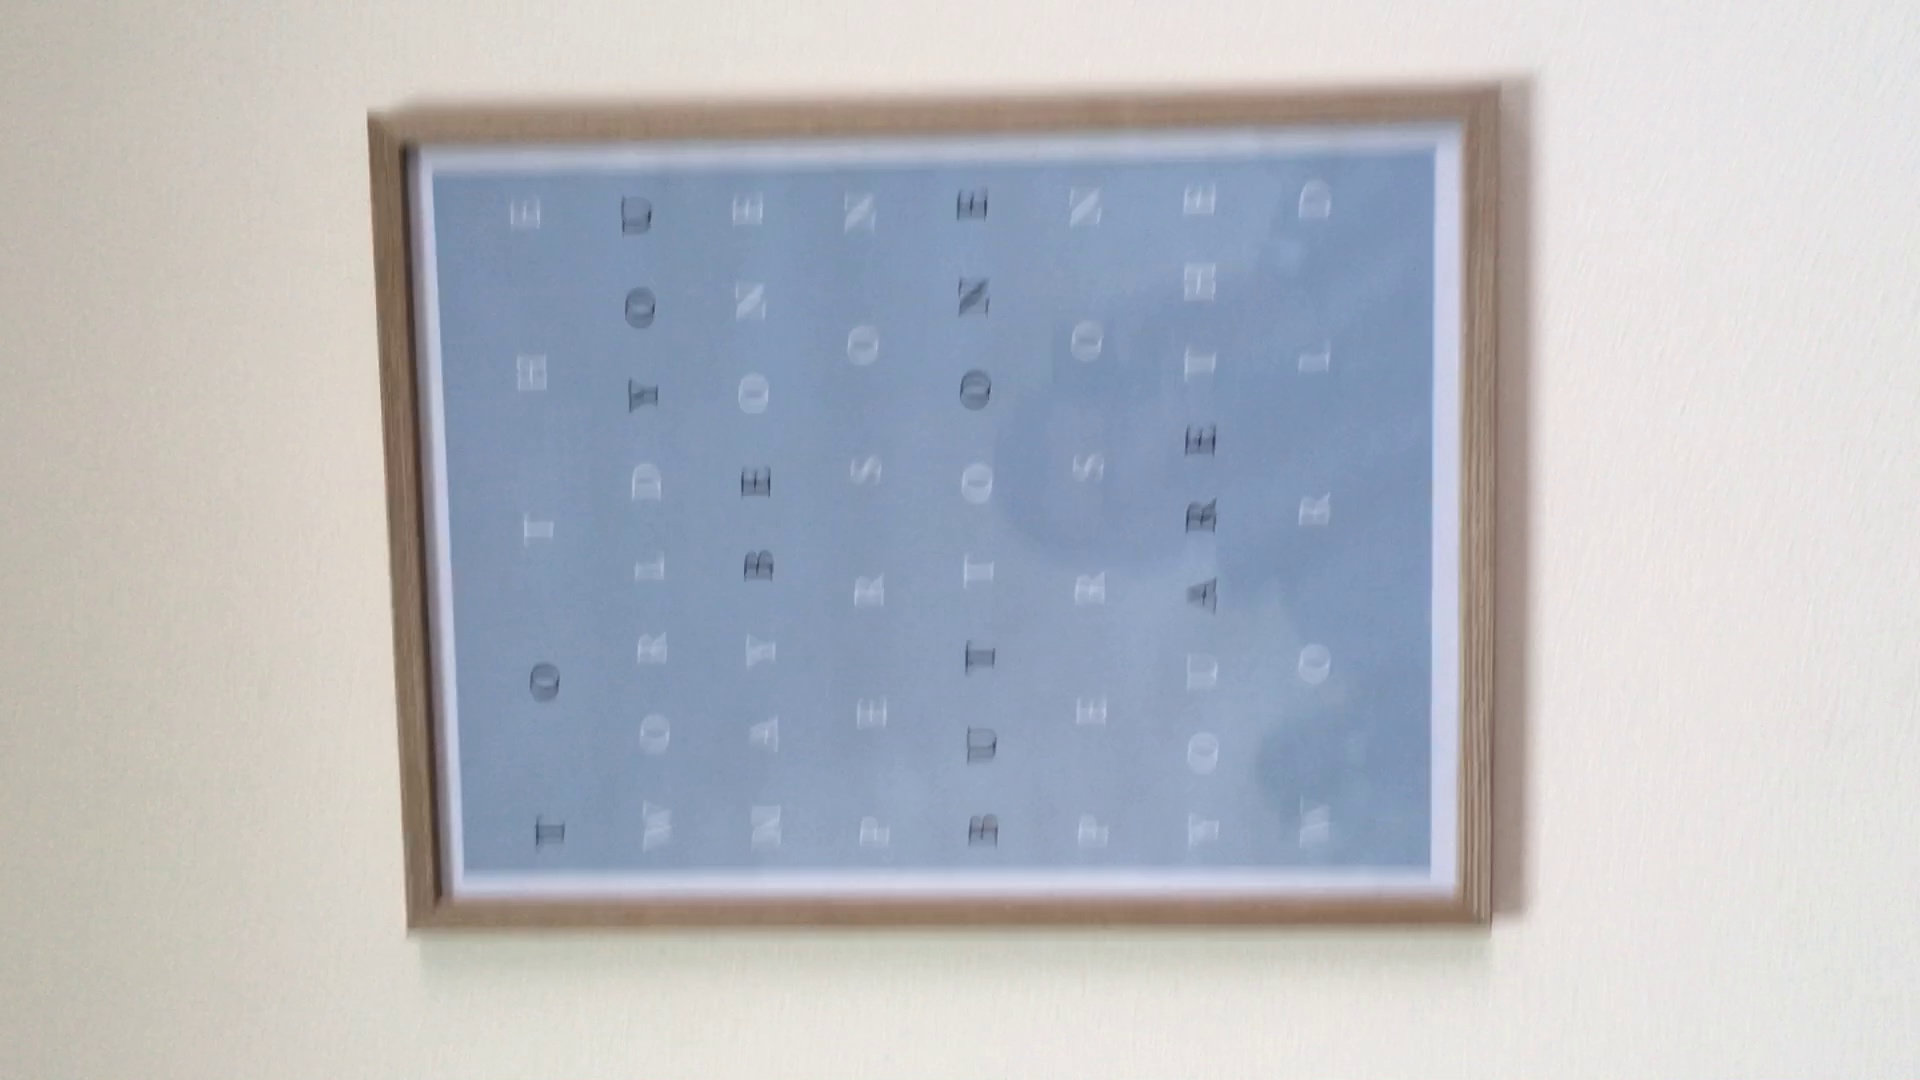 TO THE
WORLD YOU
MAY BE ONE
PERSON
BUT TO ONE
PERSON
YOU ARE THE
WORLD